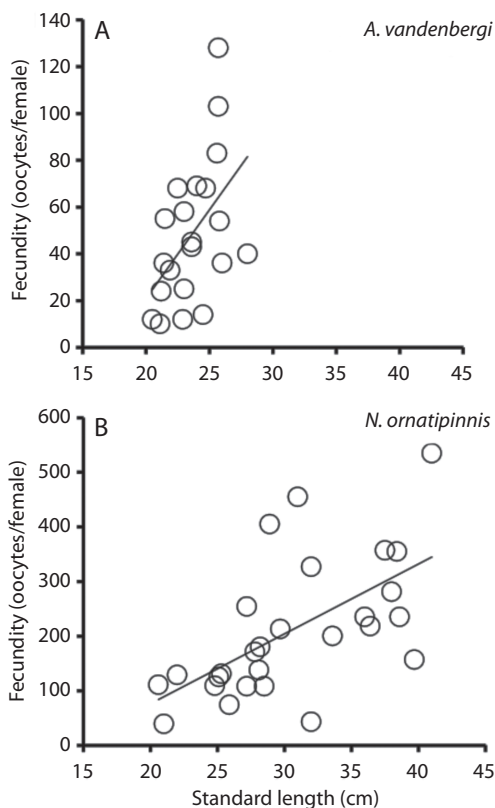 A
A. vandenbergi
Fecundity (oocytes/female)
140
120
100
80
60
40
20
0
15 20 25 30 35 40 45
B
N. ornatipinnis
Fecundity (oocytes/female)
600
500
400
300
200
100
0
15 20 25 30 35 40 45
Standard length (cm)